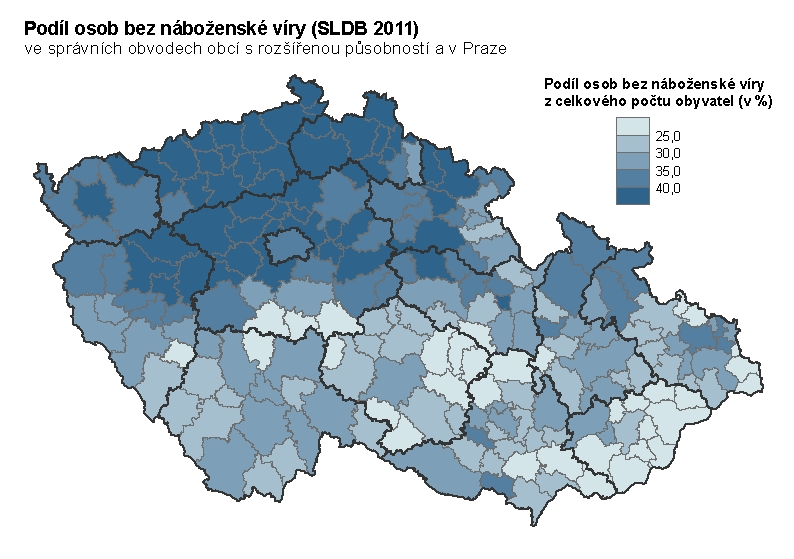 Podíl osob bez náboženské víry (SLDB 2011)
ve správních obvodech obcí s rozšířenou působností a v Praze
Podíl osob bez náboženské víry
z celkového počtu obyvatel (v %)
25,0
30,0
35,0
40,0